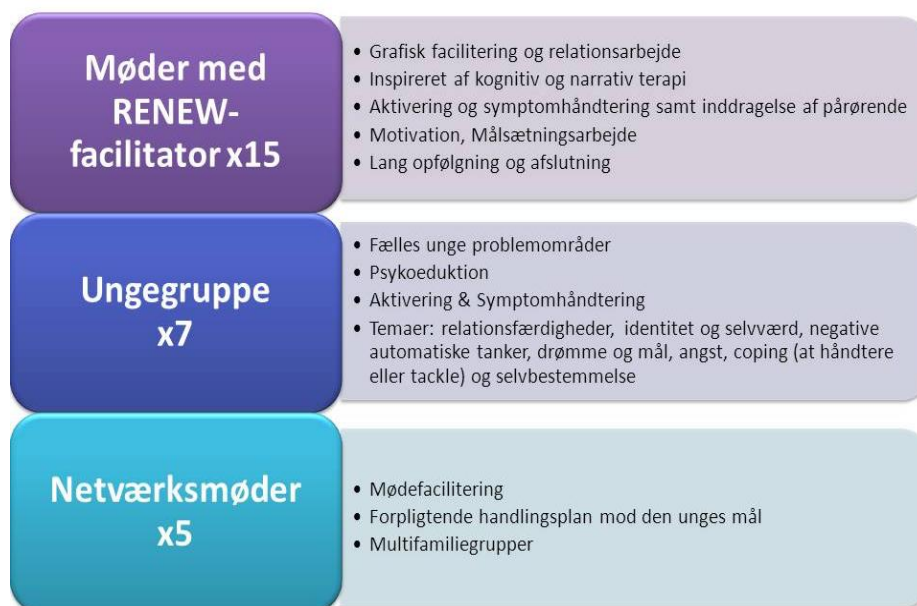 Møder med
RENEW-
facilitator x15
• Grafisk facilitering og relationsarbejde
• Inspireret af kognitiv og narrativ terapi
• Aktivering og symptomhåndtering samt inddragelse af pårørende
• Motivation, Målsætningsarbejde
• Lang opfølgning og afslutning
Ungegruppe
x7
• Fælles unge problemområder
• Psykoeduktion
• Aktivering & Symptomhåndtering
• Temaer: relationsfærdigheder, identitet og selvværd, negative
automatiske tanker, drømme og mål, angst, coping (at håndtere
eller tackle) og selvbestemmelse
Netværksmøder
x5
• Mødefacilitering
• Forpligtende handlingsplan mod den unges mål
• Multifamiliegrupper